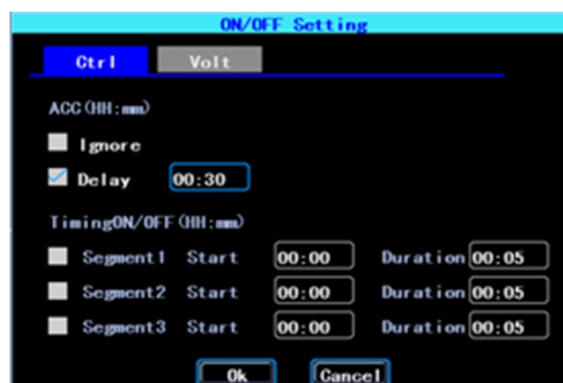 ON/OFF Setting
Ctrl Volt
ACC(HH:mm)
Ignore
Delay 00:30
TimingON/OFF(HH:mm)
Segment1 Start 00:00 Duration 00:05
Segment2 Start 00:00 Duration 00:05
Segment3 Start 00:00 Duration 00:05
Ok Cancel